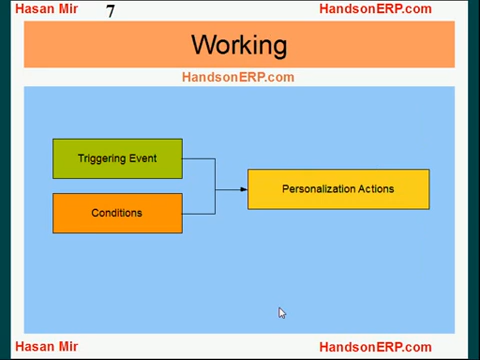 Hasan Mir 7 HandsonERP.com
Working
HandsonERP.com
Triggering Event
Personalization Actions
Conditions
Hasan Mir HandsonERP.com